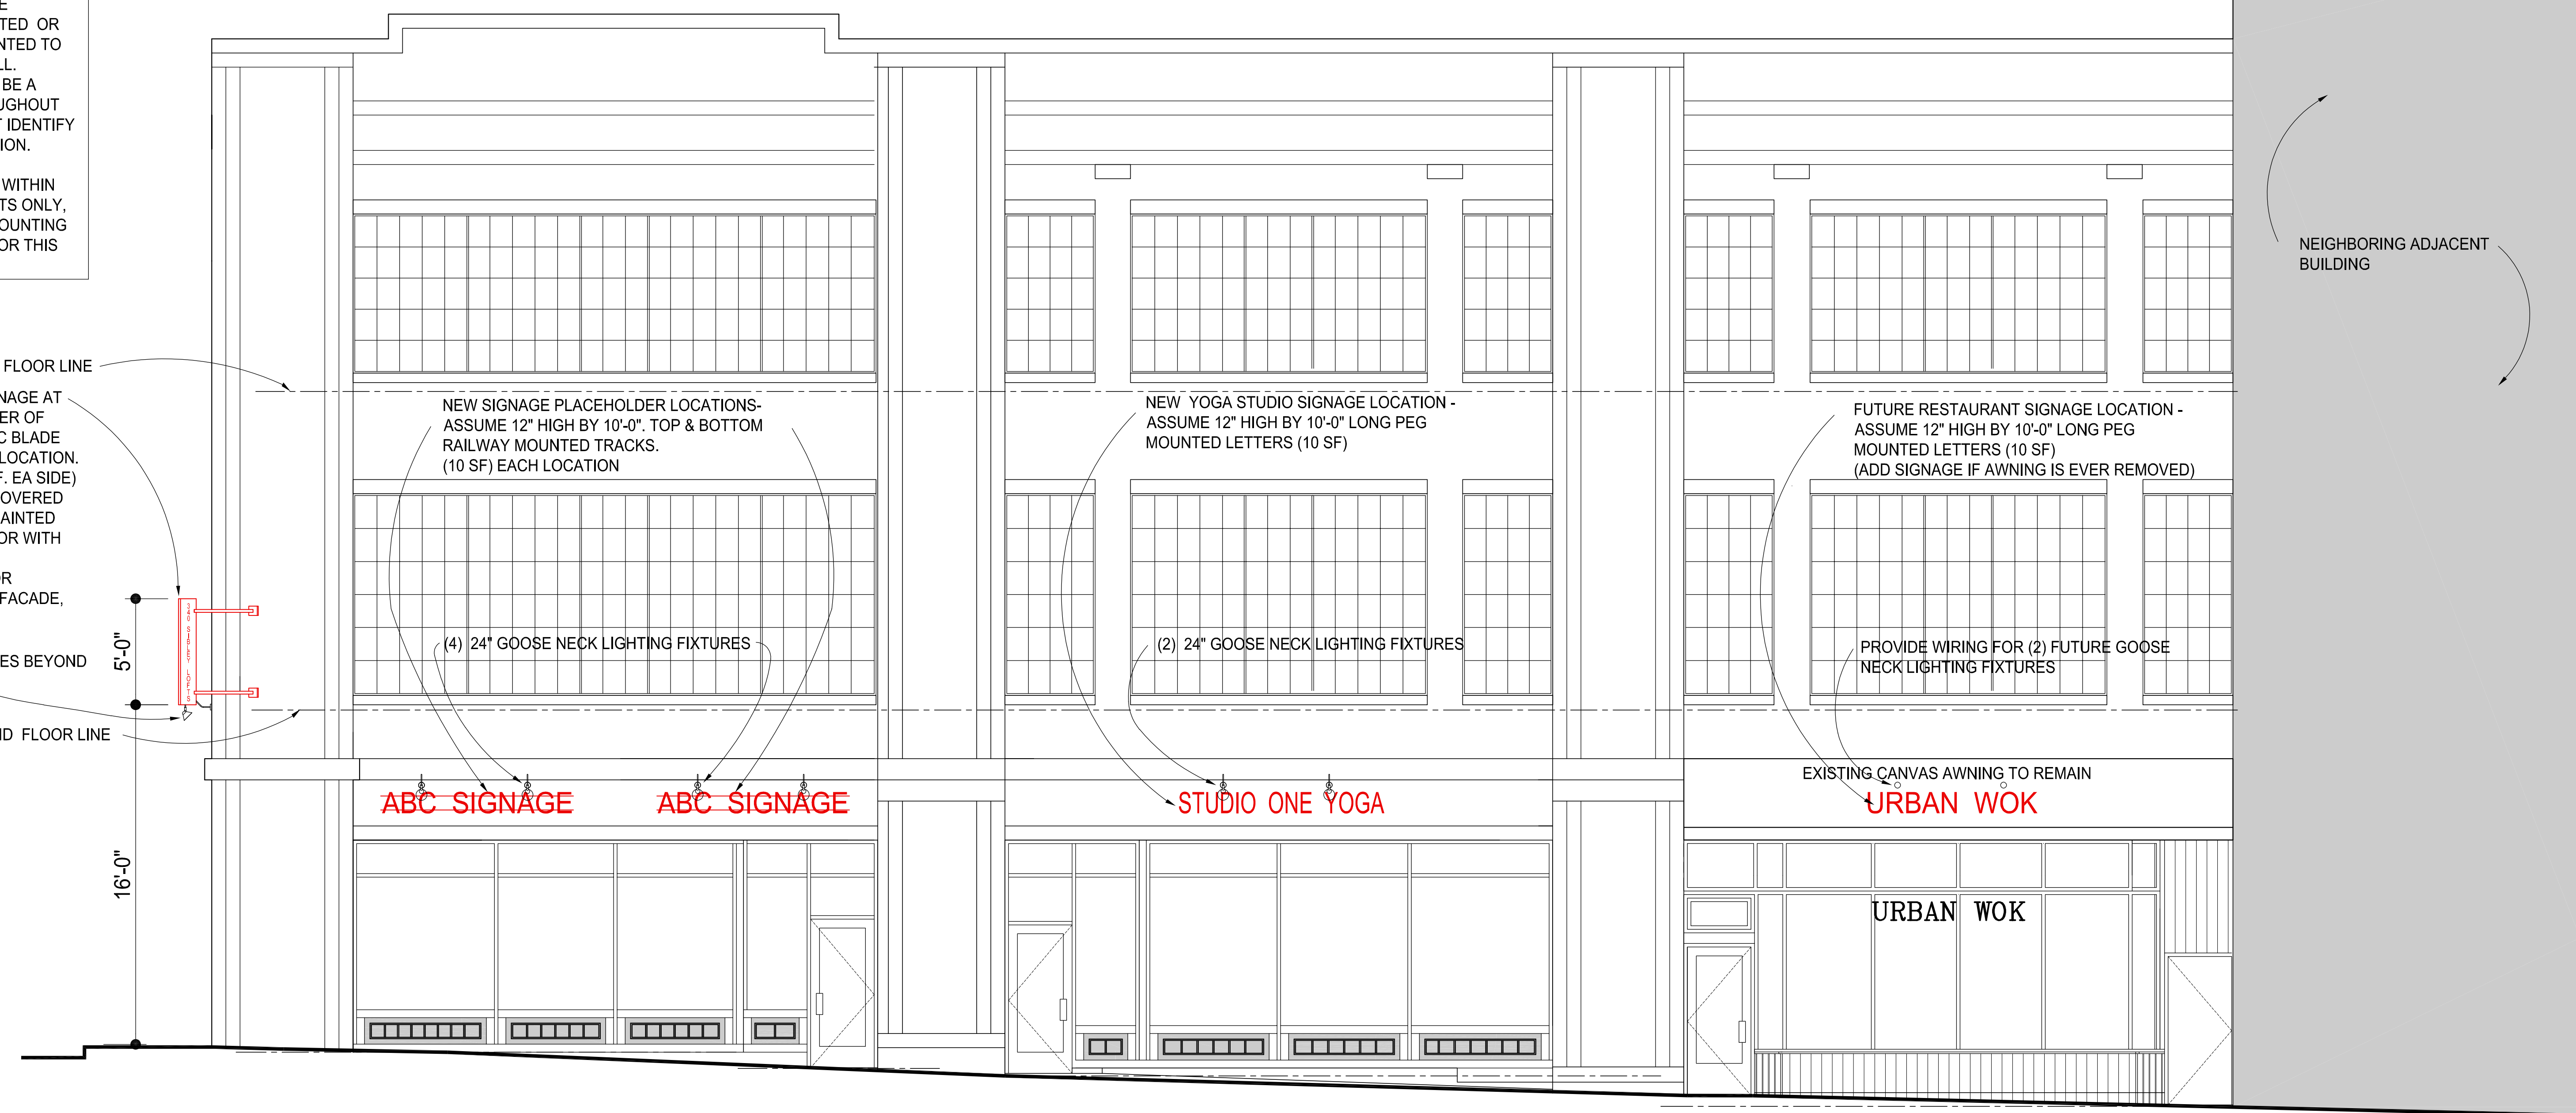 E
TED OR
NTED TO
LL.
BE A
UGHOUT
T IDENTIFY
ION.
WITHIN
TS ONLY,
OUNTING
OR THIS
FLOOR LINE
NAGE AT
ER OF
C BLADE
LOCATION.
F. EA SIDE)
OVERED
AINTED
OR WITH
OR
FACADE,
ES BEYOND
ND FLOOR LINE
5'-0"
16'-0"
340 SIBLEY LOFTS
NEW SIGNAGE PLACEHOLDER LOCATIONS-
ASSUME 12" HIGH BY 10'-0". TOP & BOTTOM
RAILWAY MOUNTED TRACKS.
(10 SF) EACH LOCATION
(4) 24" GOOSE NECK LIGHTING FIXTURES
ABC SIGNAGE
ABC SIGNAGE
NEW YOGA STUDIO SIGNAGE LOCATION -
ASSUME 12" HIGH BY 10'-0" LONG PEG
MOUNTED LETTERS (10 SF)
(2) 24" GOOSE NECK LIGHTING FIXTURES
STUDIO ONE YOGA
FUTURE RESTAURANT SIGNAGE LOCATION -
ASSUME 12" HIGH BY 10'-0" LONG PEG
MOUNTED LETTERS (10 SF)
(ADD SIGNAGE IF AWNING IS EVER REMOVED)
PROVIDE WIRING FOR (2) FUTURE GOOSE
NECK LIGHTING FIXTURES
EXISTING CANVAS AWNING TO REMAIN
URBAN WOK
URBAN WOK
NEIGHBORING ADJACENT
BUILDING